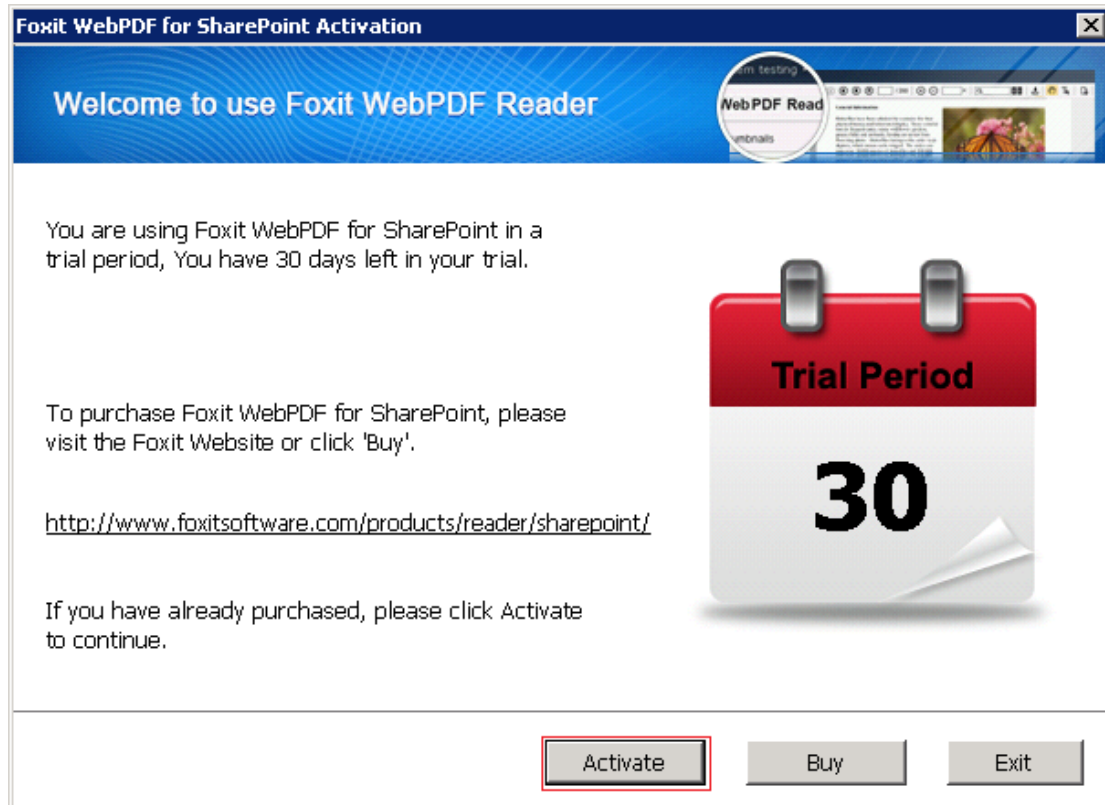 Foxit WebPDF for SharePoint Activation
Welcome to use Foxit WebPDF Reader
em testing
WebPDF Read
mbnails
You are using Foxit WebPDF for SharePoint in a
trial period, You have 30 days left in your trial.
Trial Period
30
To purchase Foxit WebPDF for SharePoint, please
visit the Foxit Website or click 'Buy'.
http://www.foxitsoftware.com/products/reader/sharepoint/
If you have already purchased, please click Activate
to continue.
Activate
Buy
Exit